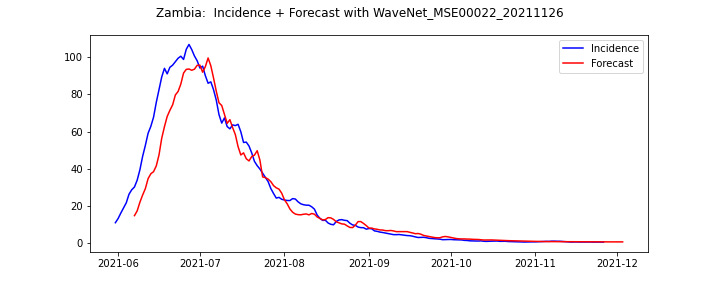 Zambia:  Incidence + Forecast with WaveNet_MSE00022_20211126
Incidence
Forecast
100
80
60
40
20
0
2021-06 2021-07 2021-08 2021-09 2021-10 2021-11 2021-12